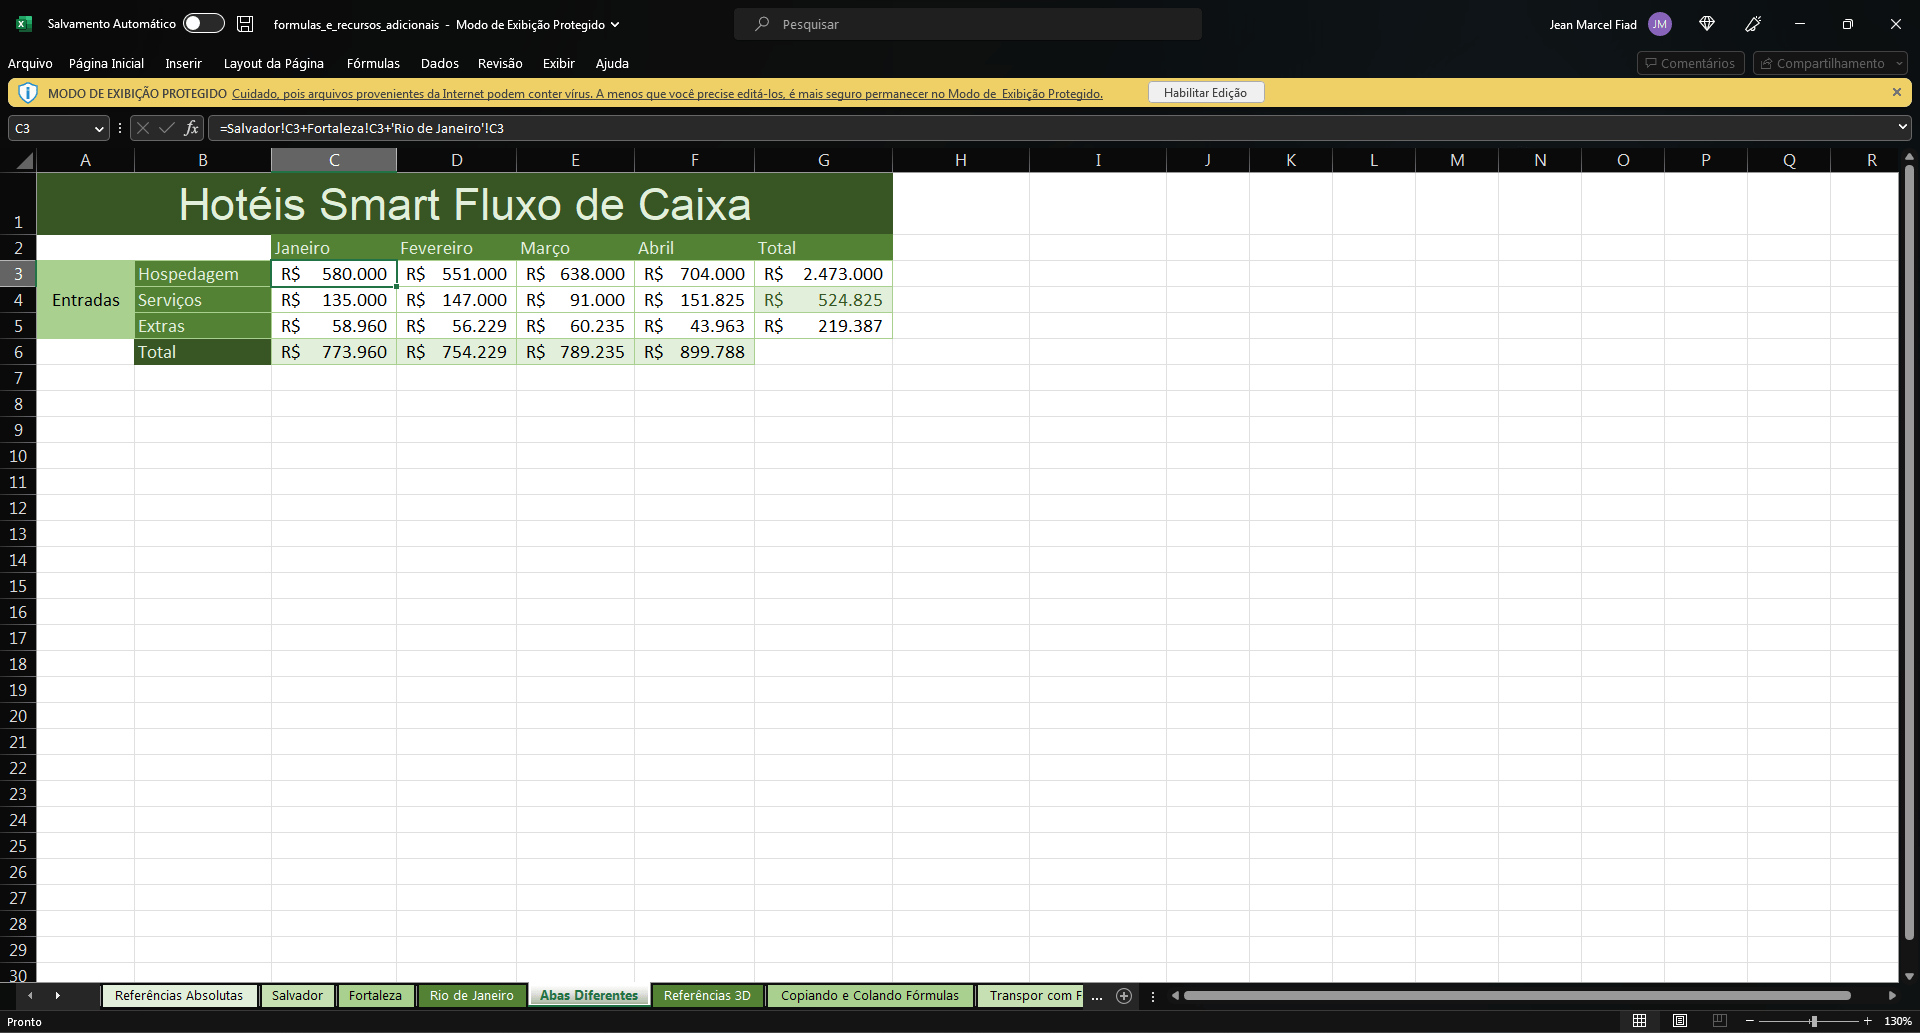 Salvamento Automático
formulas_e_recursos_adicionais - Modo de Exibição Protegido
Pesquisar
Jean Marcel Fiad JM
Arquivo Página Inicial Inserir Layout da Página Fórmulas Dados Revisão Exibir Ajuda
Comentários Compartilhamento
MODO DE EXIBIÇÃO PROTEGIDO Cuidado, pois arquivos provenientes da Internet podem conter vírus. A menos que você precise editá-los, é mais seguro permanecer no Modo de Exibição Protegido. Habilitar Edição
C3 fx =Salvador!C3+Fortaleza!C3+'Rio de Janeiro'!C3
A B C D E F G H I J K L M N O P Q R
1 Hotéis Smart Fluxo de Caixa
2 Janeiro Fevereiro Março Abril Total
3 Hospedagem R$ 580.000 R$ 551.000 R$ 638.000 R$ 704.000 R$ 2.473.000
4 Entradas Serviços R$ 135.000 R$ 147.000 R$ 91.000 R$ 151.825 R$ 524.825
5 Extras R$ 58.960 R$ 56.229 R$ 60.235 R$ 43.963 R$ 219.387
6 Total R$ 773.960 R$ 754.229 R$ 789.235 R$ 899.788
7
8
9
10
11
12
13
14
15
16
17
18
19
20
21
22
23
24
25
26
27
28
29
30
Referências Absolutas Salvador Fortaleza Rio de Janeiro Abas Diferentes Referências 3D Copiando e Colando Fórmulas Transpor com F ...
Pronto 130%